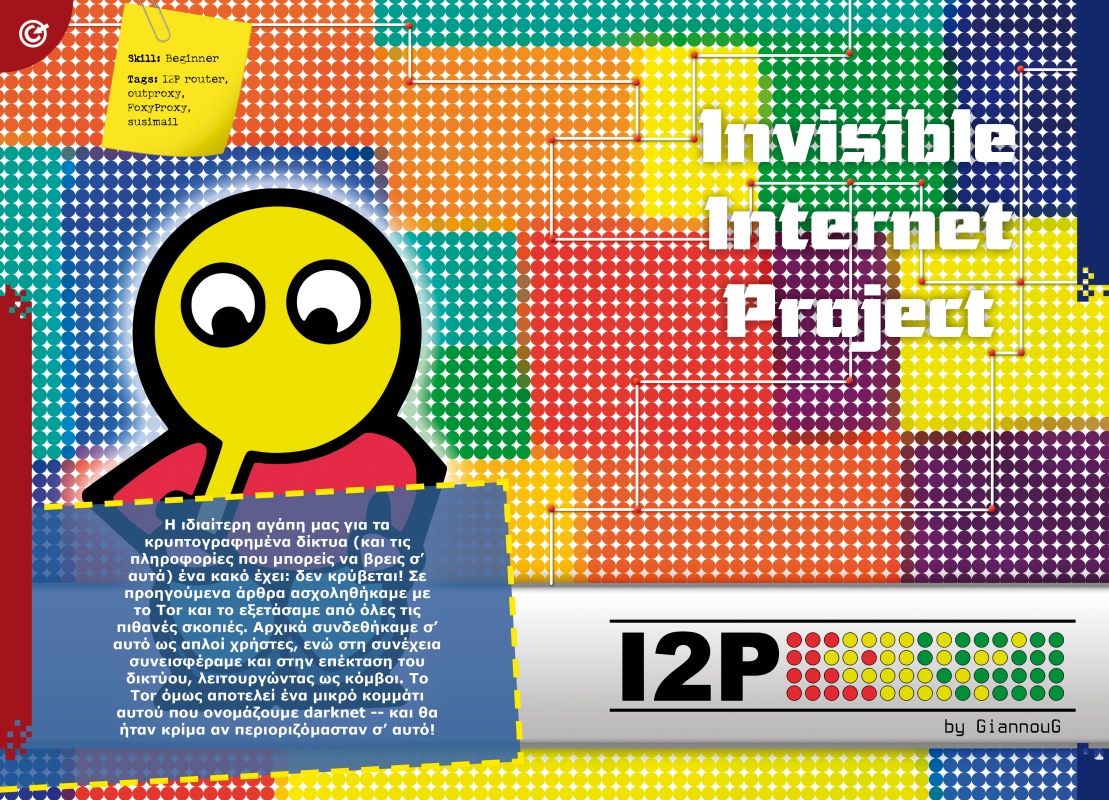 Skill: Beginner
Tags: I2P router,
outproxy,
FoxyProxy,
susimail
Invisible
Internet
Project
Η ιδιαίτερη αγάπη μας για τα
κρυπτογραφημένα δίκτυα (και τις
πληροφορίες που μπορείς να βρεις σ’
αυτά) ένα κακό έχει: δεν κρύβεται! Σε
προηγούμενα άρθρα ασχοληθήκαμε με
το Tor και το εξετάσαμε από όλες τις
πιθανές σκοπιές. Αρχικά συνδεθήκαμε σ’
αυτό ως απλοί χρήστες, ενώ στη συνέχεια
συνεισφέραμε και στην επέκταση του
δικτύου, λειτουργώντας ως κόμβοι. Το
Tor όμως αποτελεί ένα μικρό κομμάτι
αυτού που ονομάζουμε darknet -- και θα
ήταν κρίμα αν περιοριζόμασταν σ’ αυτό!
I2P
by GiannouG